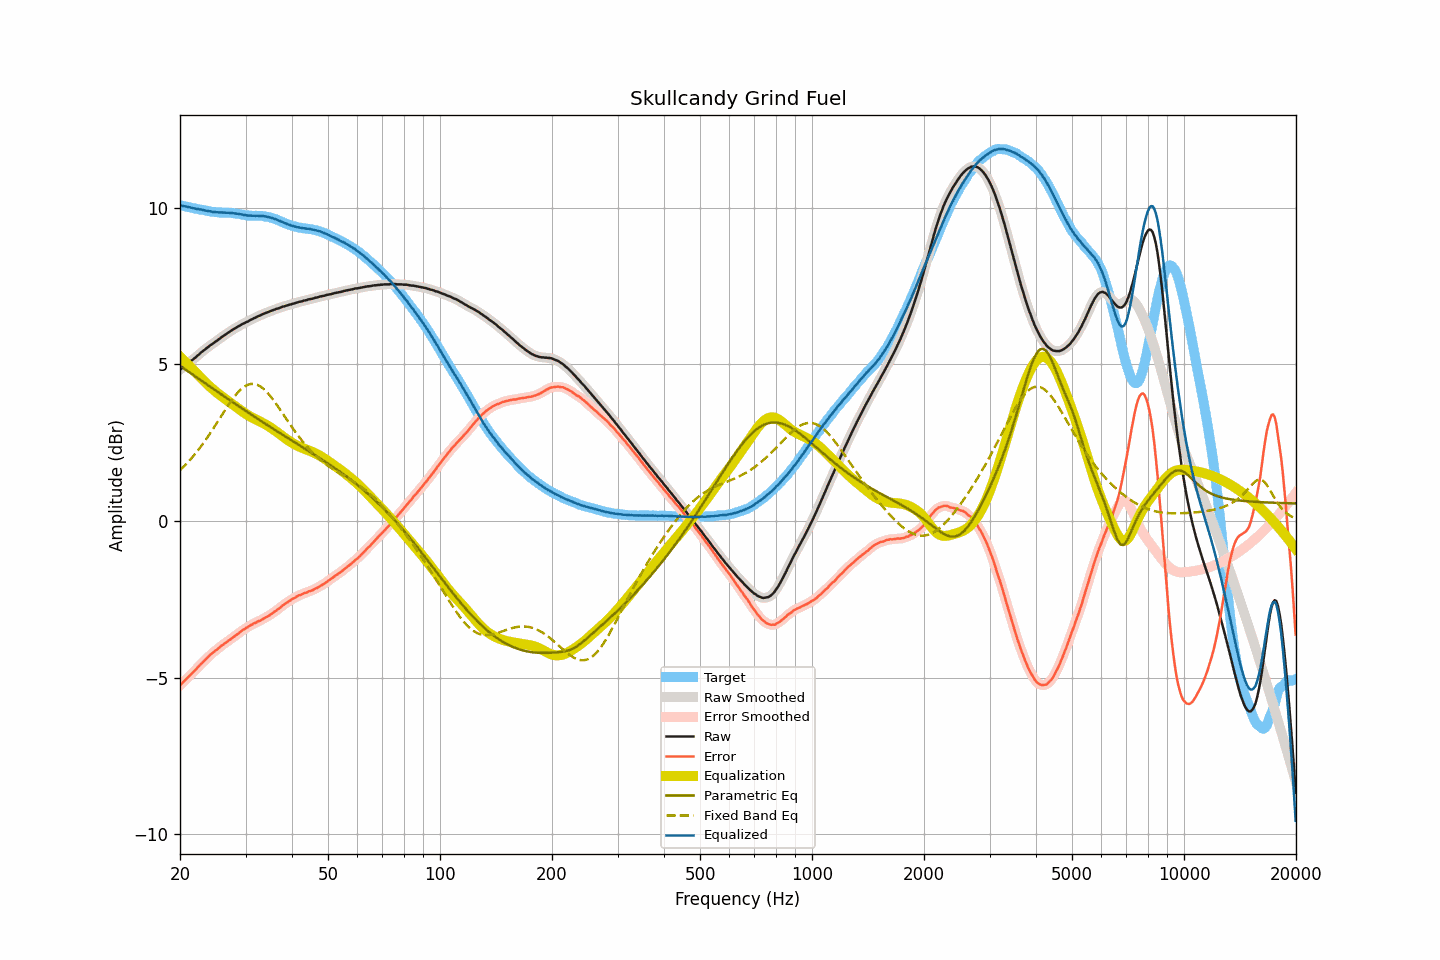 Skullcandy Grind Fuel
Amplitude (dBr)
10
5
0
−5
−10
Target
Raw Smoothed
Error Smoothed
Raw
Error
Equalization
Parametric Eq
Fixed Band Eq
Equalized
20 50 100 200 500 1000 2000 5000 10000 20000
Frequency (Hz)